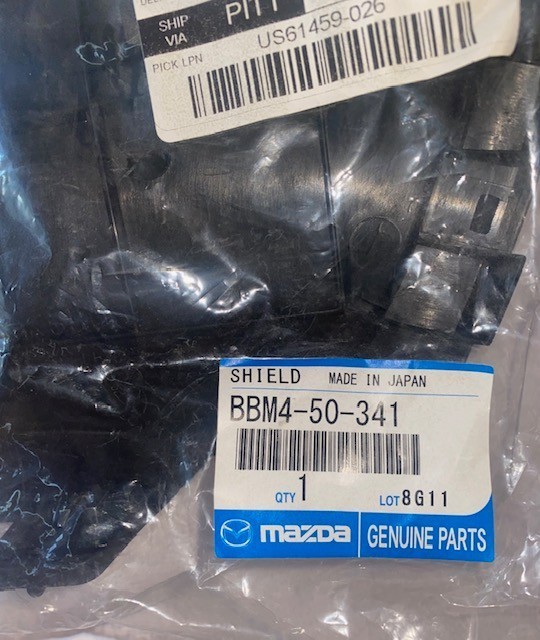 SHIP
VIA
PICK LPN
US61459-026
SHIELD MADE IN JAPAN
BBM4-50-341
QTY 1 LOT 8G11
mazda GENUINE PARTS